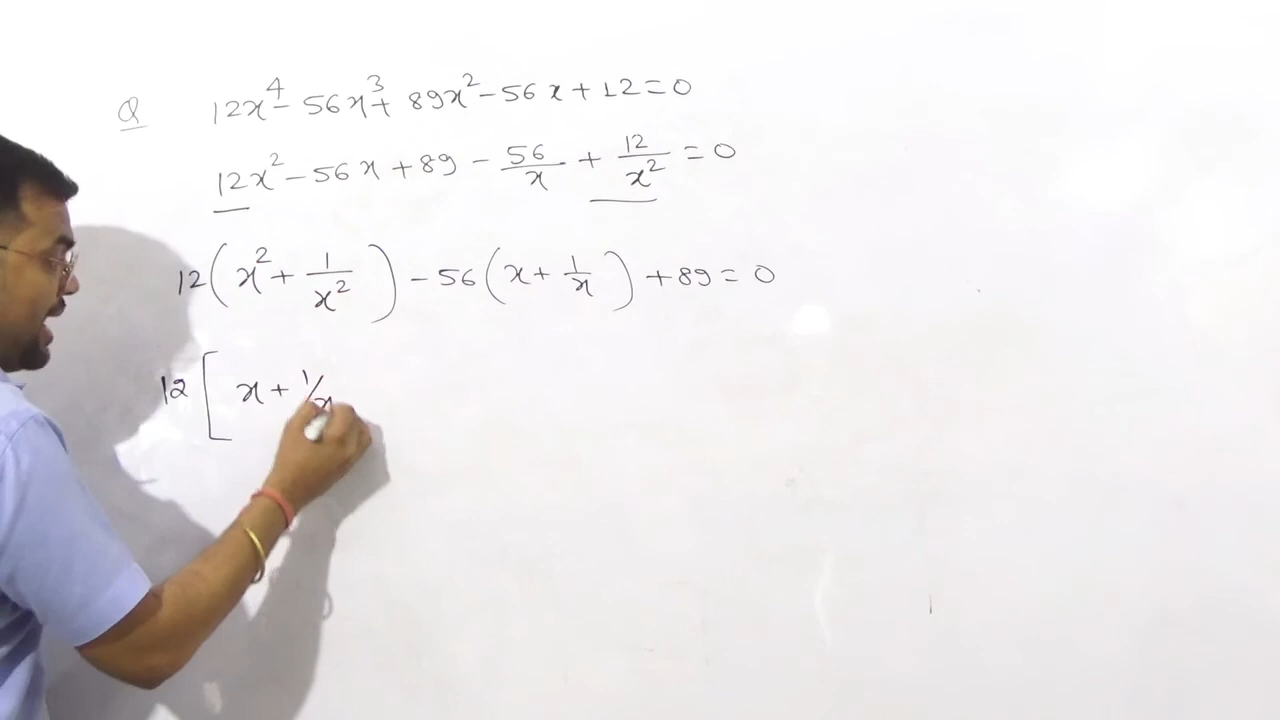 Q 12x⁴ - 56x³ + 89x² - 56x + 12 = 0
12x² - 56x + 89 - 56/x + 12/x² = 0
12(x² + 1/x²) - 56(x + 1/x) + 89 = 0
12[x + 1/x